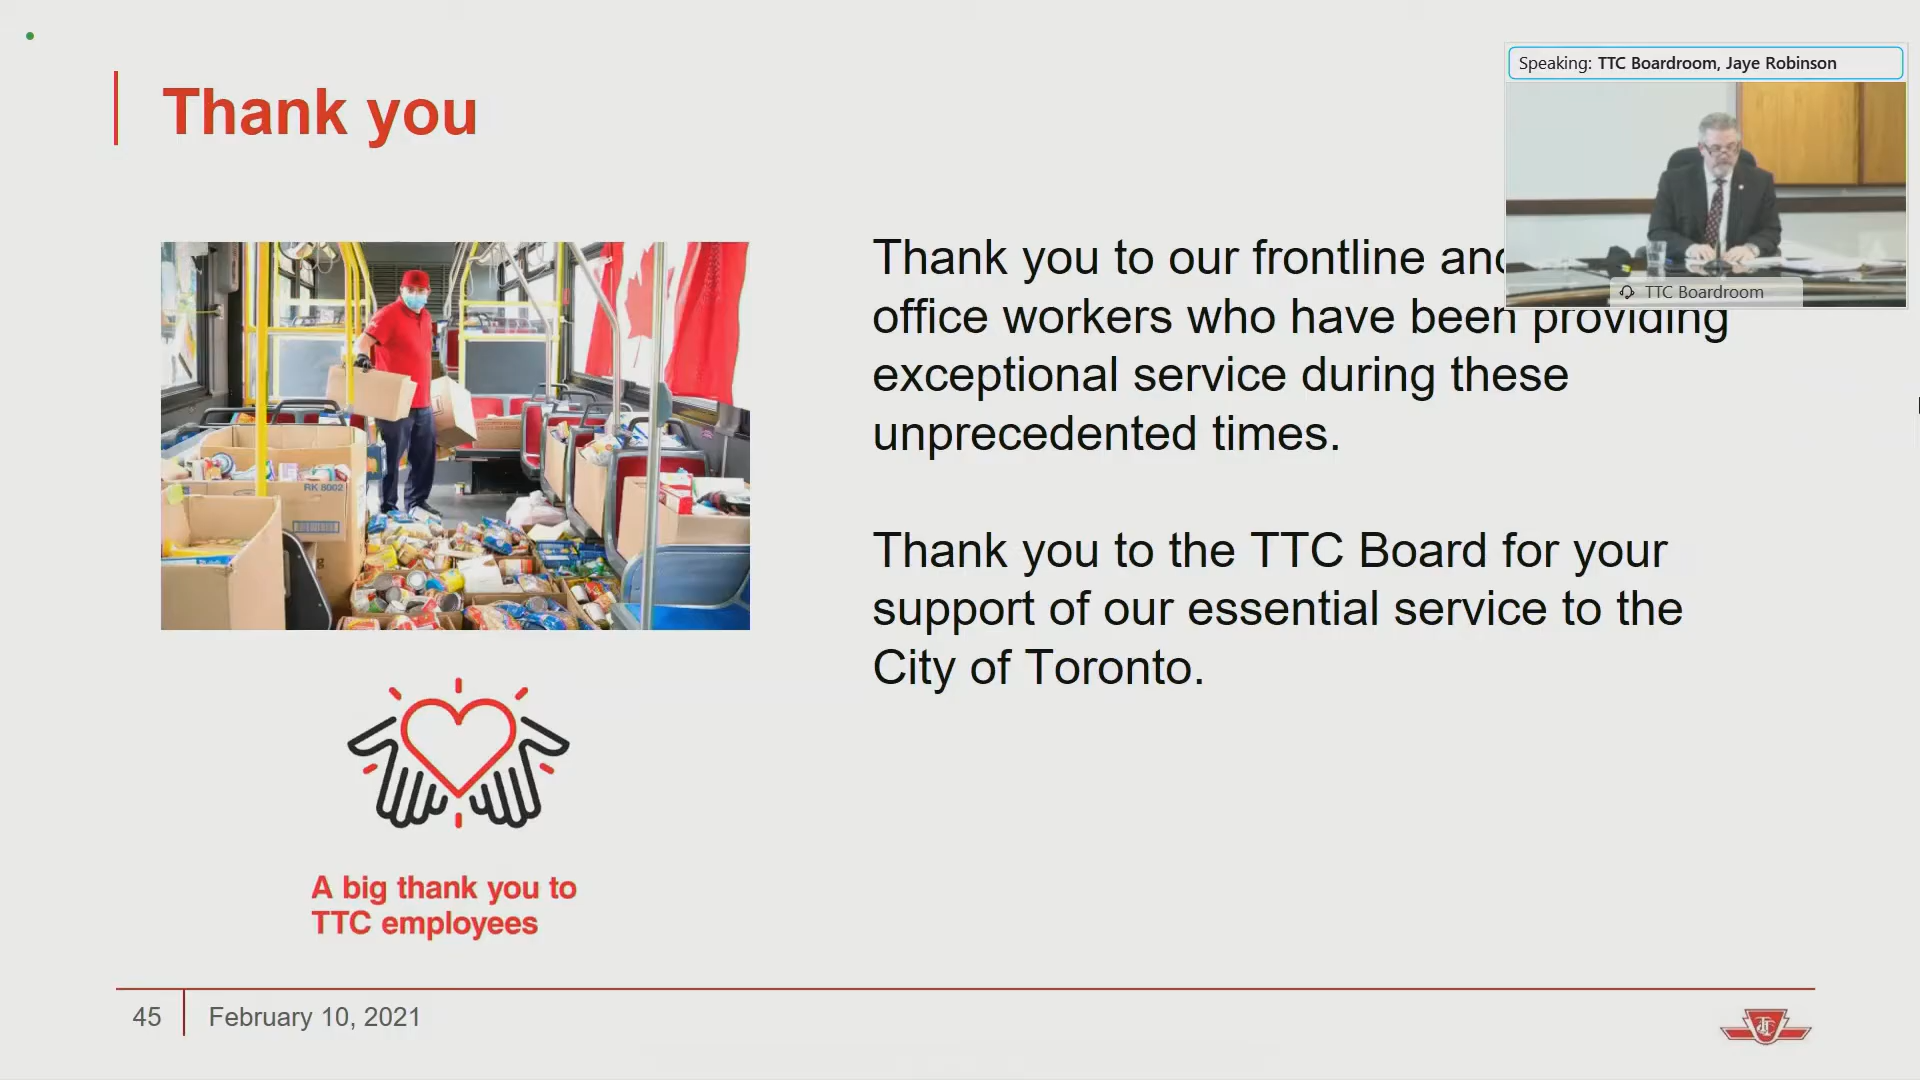 Thank you
Speaking: TTC Boardroom, Jaye Robinson
TTC Boardroom
Thank you to our frontline and
office workers who have been providing
exceptional service during these
unprecedented times.
Thank you to the TTC Board for your
support of our essential service to the
City of Toronto.
RK 8002
A big thank you to
TTC employees
45
February 10, 2021